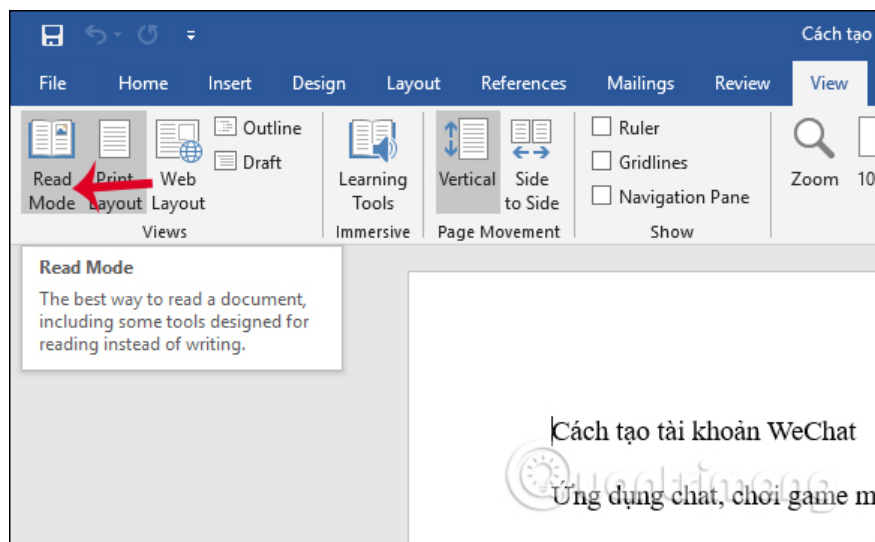 Cách tạo
File Home Insert Design Layout References Mailings Review View
Read Mode
Print Layout
Web Layout
Outline
Draft
Views
Learning Tools
Immersive
Vertical
Side to Side
Page Movement
Ruler
Gridlines
Navigation Pane
Show
Zoom
10
Read Mode
The best way to read a document,
including some tools designed for
reading instead of writing.
Cách tạo tài khoản WeChat
Quantrimang
Ứng dụng chat, chơi game m